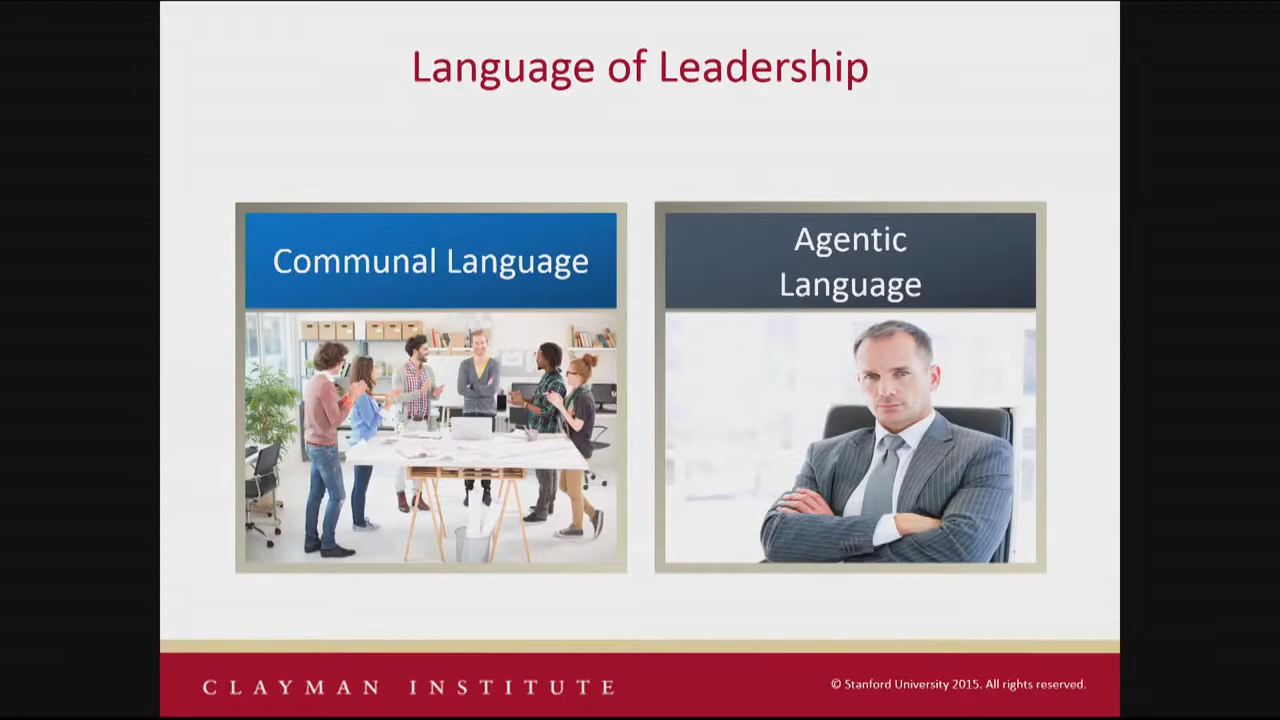 Language of Leadership
Communal Language
Agentic
Language
CLAYMAN INSTITUTE
© Stanford University 2015. All rights reserved.